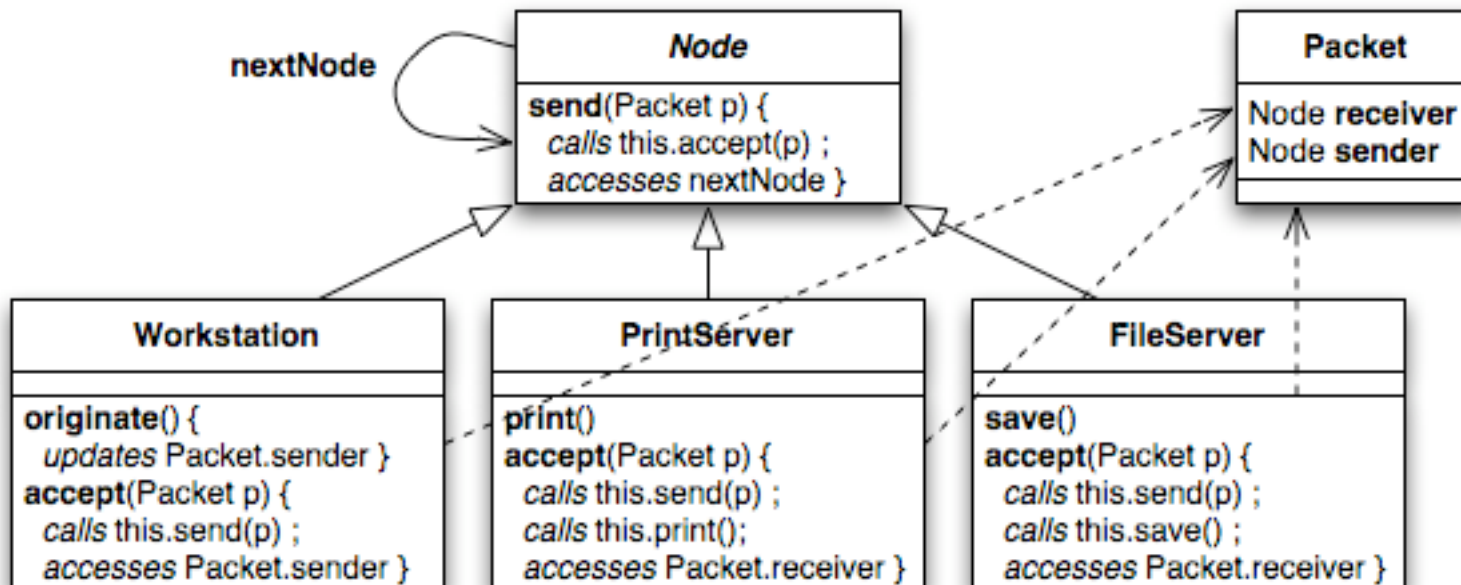 nextNode
Node
send(Packet p) {
calls this.accept(p) ;
accesses nextNode }
Packet
Node receiver
Node sender
Workstation
originate() {
updates Packet.sender }
accept(Packet p) {
calls this.send(p) ;
accesses Packet.sender }
PrintServer
print()
accept(Packet p) {
calls this.send(p) ;
calls this.print();
accesses Packet.receiver }
FileServer
save()
accept(Packet p) {
calls this.send(p) ;
calls this.save() ;
accesses Packet.receiver }